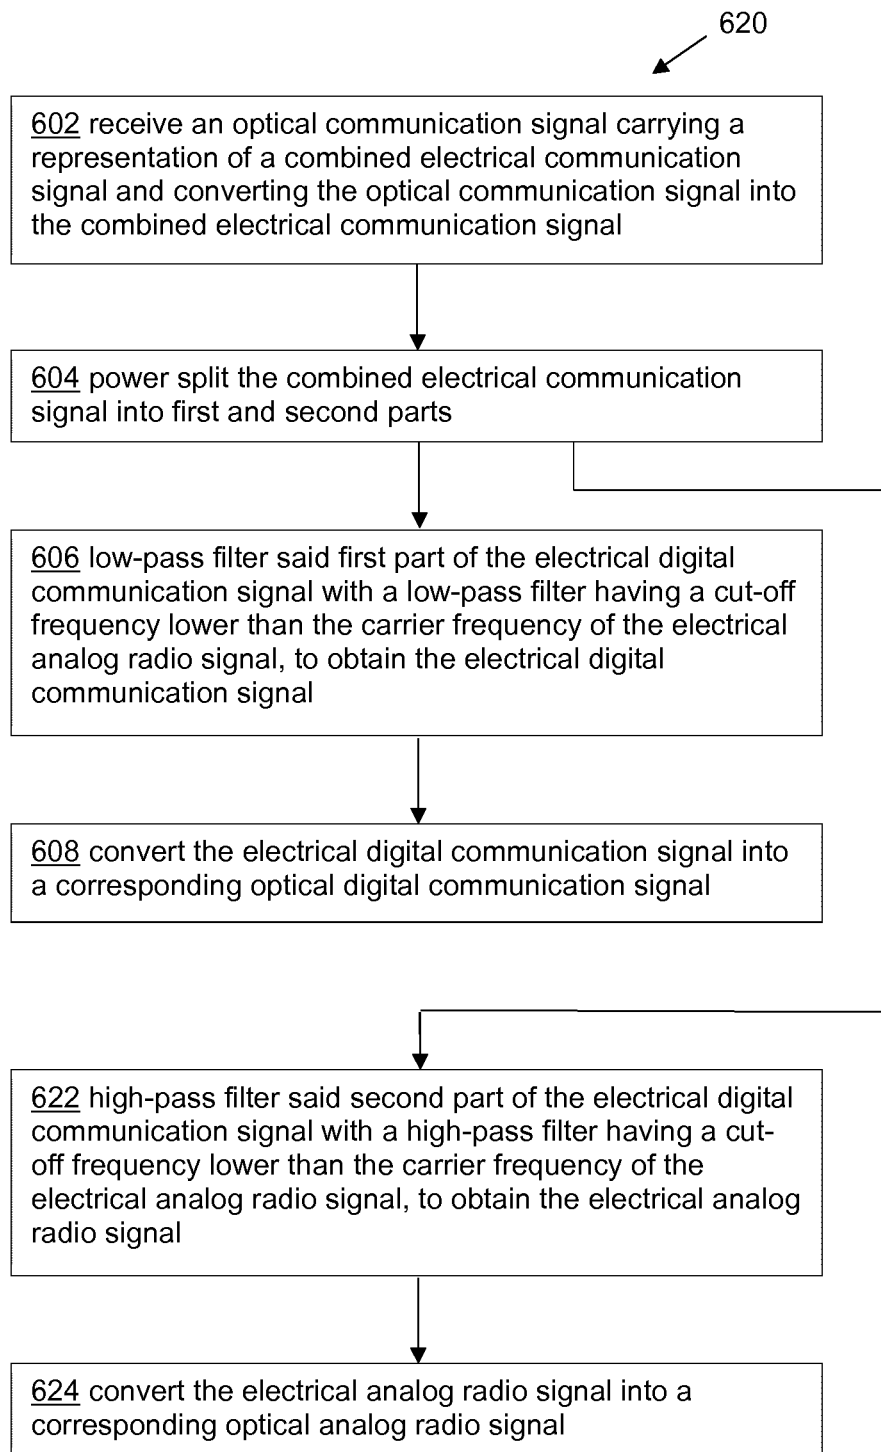 620
602 receive an optical communication signal carrying a
representation of a combined electrical communication
signal and converting the optical communication signal into
the combined electrical communication signal
604 power split the combined electrical communication
signal into first and second parts
606 low-pass filter said first part of the electrical digital
communication signal with a low-pass filter having a cut-off
frequency lower than the carrier frequency of the electrical
analog radio signal, to obtain the electrical digital
communication signal
608 convert the electrical digital communication signal into
a corresponding optical digital communication signal
622 high-pass filter said second part of the electrical digital
communication signal with a high-pass filter having a cut-
off frequency lower than the carrier frequency of the
electrical analog radio signal, to obtain the electrical analog
radio signal
624 convert the electrical analog radio signal into a
corresponding optical analog radio signal